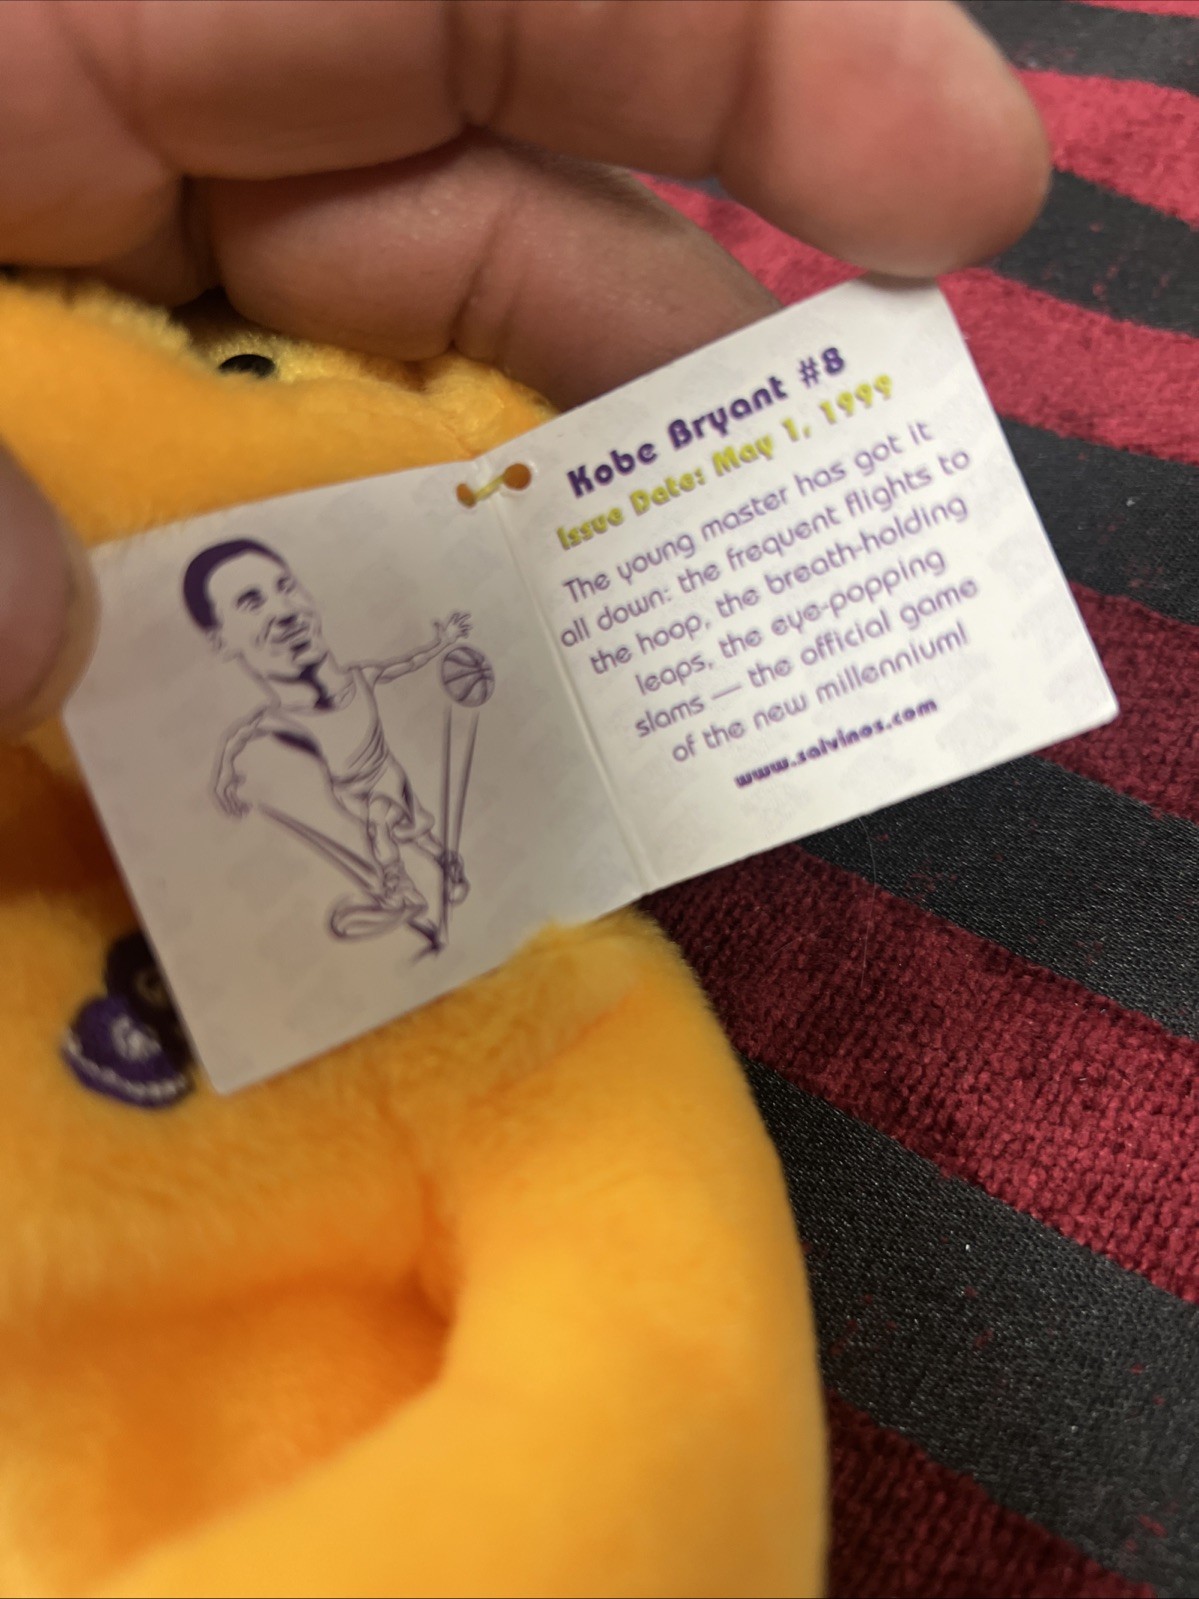 Kobe Bryant #8
Issue Date: May 1, 1999
The young master has got it
all down: the frequent flights to
the hoop, the breath-holding
leaps, the eye-popping
slams — the official game
of the new millennium!
www.salvinos.com